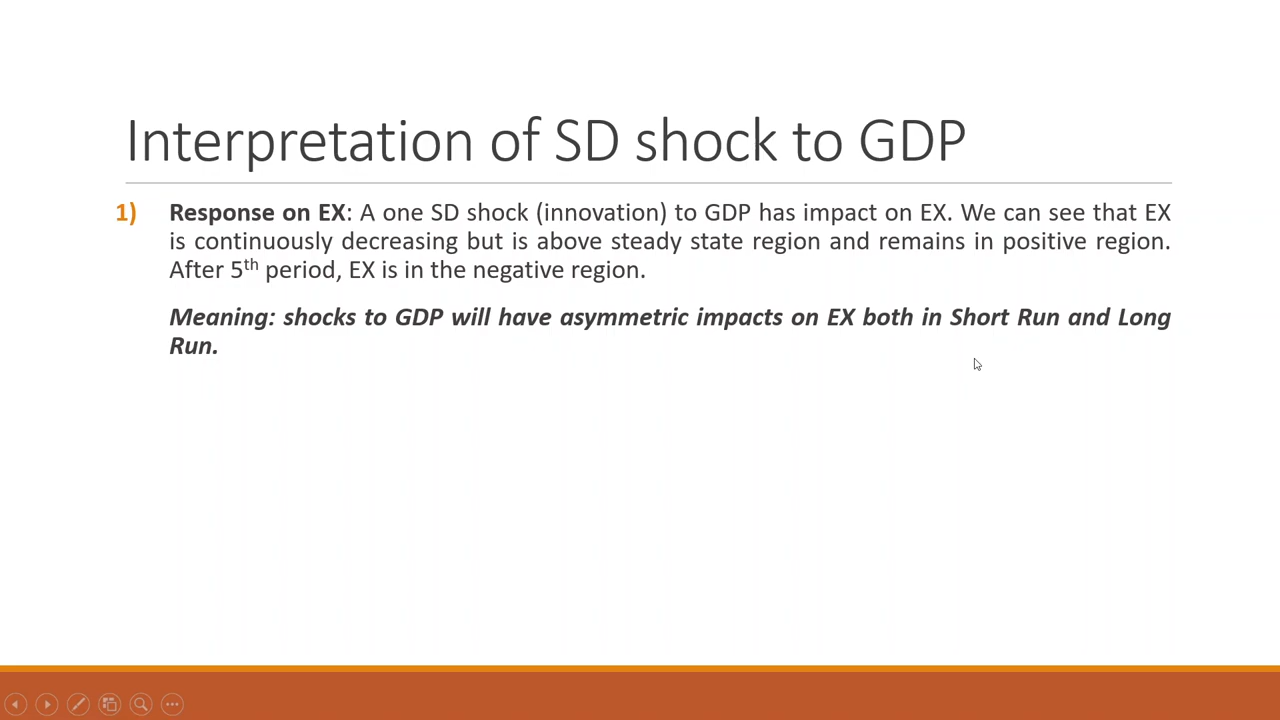 Interpretation of SD shock to GDP
1) Response on EX: A one SD shock (innovation) to GDP has impact on EX. We can see that EX
is continuously decreasing but is above steady state region and remains in positive region.
After 5th period, EX is in the negative region.
Meaning: shocks to GDP will have asymmetric impacts on EX both in Short Run and Long
Run.